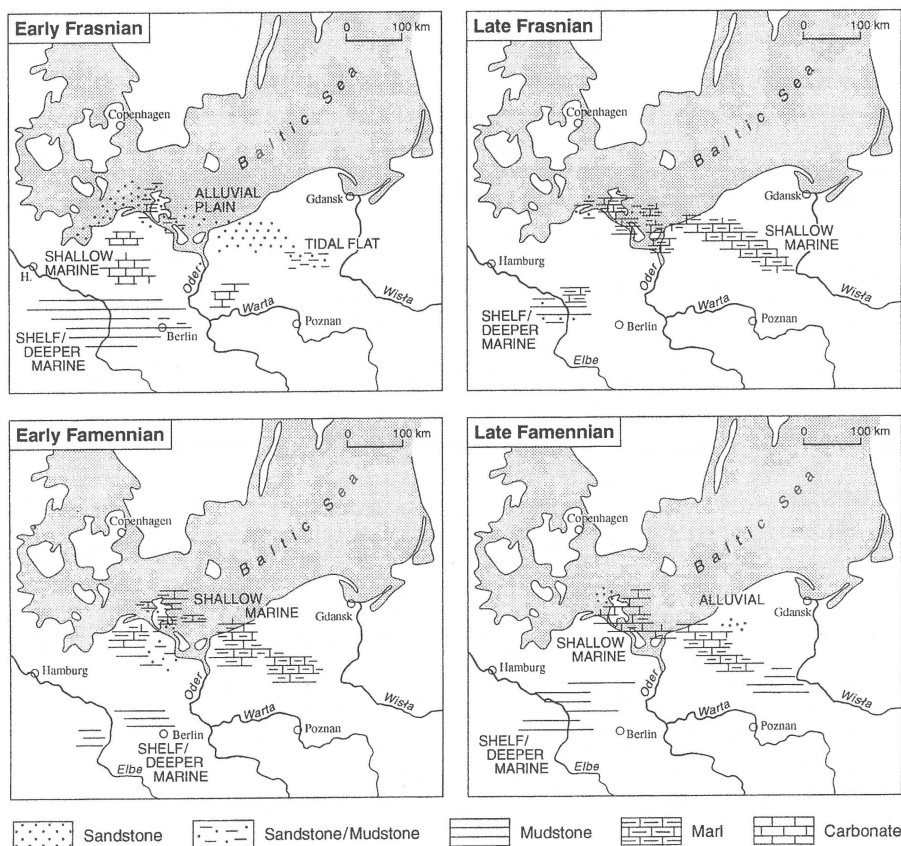 Early Frasnian
0 100 km
Copenhagen
Baltic Sea
ALLUVIAL
PLAIN
Gdansk
TIDAL FLAT
SHALLOW
MARINE
H.
Oder
Wisła
Warta
Berlin
Poznan
SHELF/
DEEPER
MARINE
Late Frasnian
0 100 km
Copenhagen
Baltic Sea
Gdansk
SHALLOW
MARINE
Hamburg
Oder
Wisła
Warta
SHELF/
DEEPER
MARINE
Berlin
Poznan
Elbe
Early Famennian
0 100 km
Copenhagen
Baltic Sea
SHALLOW
MARINE
Gdansk
Hamburg
Oder
Wisła
Warta
Berlin
Poznan
SHELF/
DEEPER
MARINE
Elbe
Late Famennian
0 100 km
Copenhagen
Baltic Sea
ALLUVIAL
Gdansk
SHALLOW
MARINE
Hamburg
Oder
Wisła
Warta
Berlin
Poznan
SHELF/
DEEPER
MARINE
Elbe
Sandstone
Sandstone/Mudstone
Mudstone
Marl
Carbonate